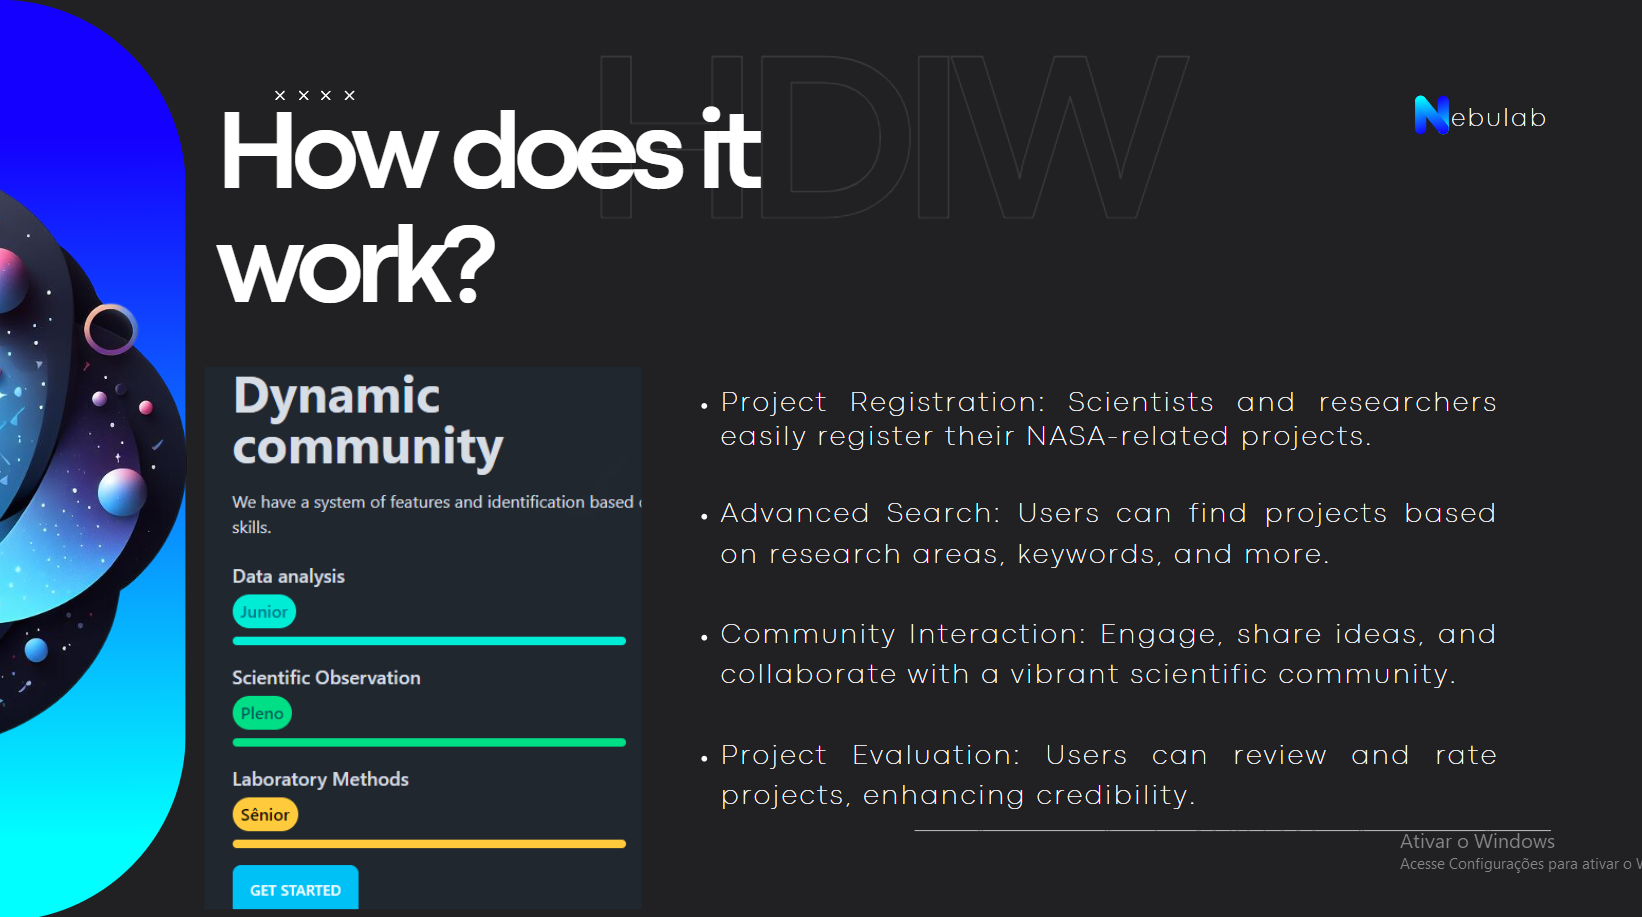 HDIW
× × × ×
How does it
work?
Nebulab
Dynamic
community
We have a system of features and identification based
skills.
Data analysis
Junior
Scientific Observation
Pleno
Laboratory Methods
Sênior
GET STARTED
• Project Registration: Scientists and researchers
easily register their NASA-related projects.
• Advanced Search: Users can find projects based
on research areas, keywords, and more.
• Community Interaction: Engage, share ideas, and
collaborate with a vibrant scientific community.
• Project Evaluation: Users can review and rate
projects, enhancing credibility.
Ativar o Windows
Acesse Configurações para ativar o